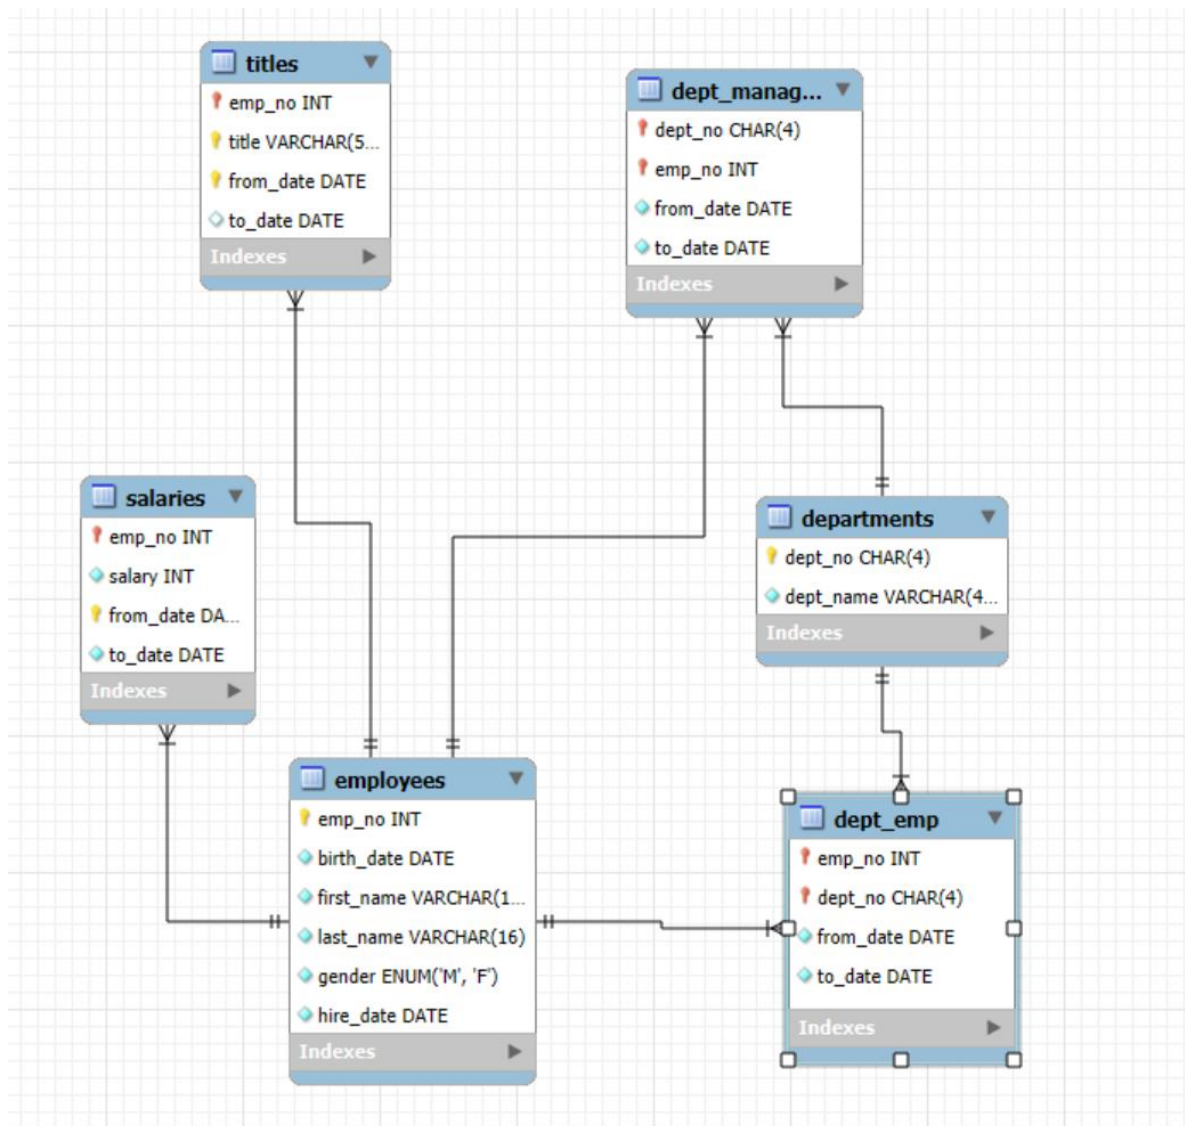 titles
emp_no INT
title VARCHAR(5...
from_date DATE
to_date DATE
Indexes
dept_manag...
dept_no CHAR(4)
emp_no INT
from_date DATE
to_date DATE
Indexes
salaries
emp_no INT
salary INT
from_date DA...
to_date DATE
Indexes
departments
dept_no CHAR(4)
dept_name VARCHAR(4...
Indexes
employees
emp_no INT
birth_date DATE
first_name VARCHAR(1...
last_name VARCHAR(16)
gender ENUM('M', 'F')
hire_date DATE
Indexes
dept_emp
emp_no INT
dept_no CHAR(4)
from_date DATE
to_date DATE
Indexes